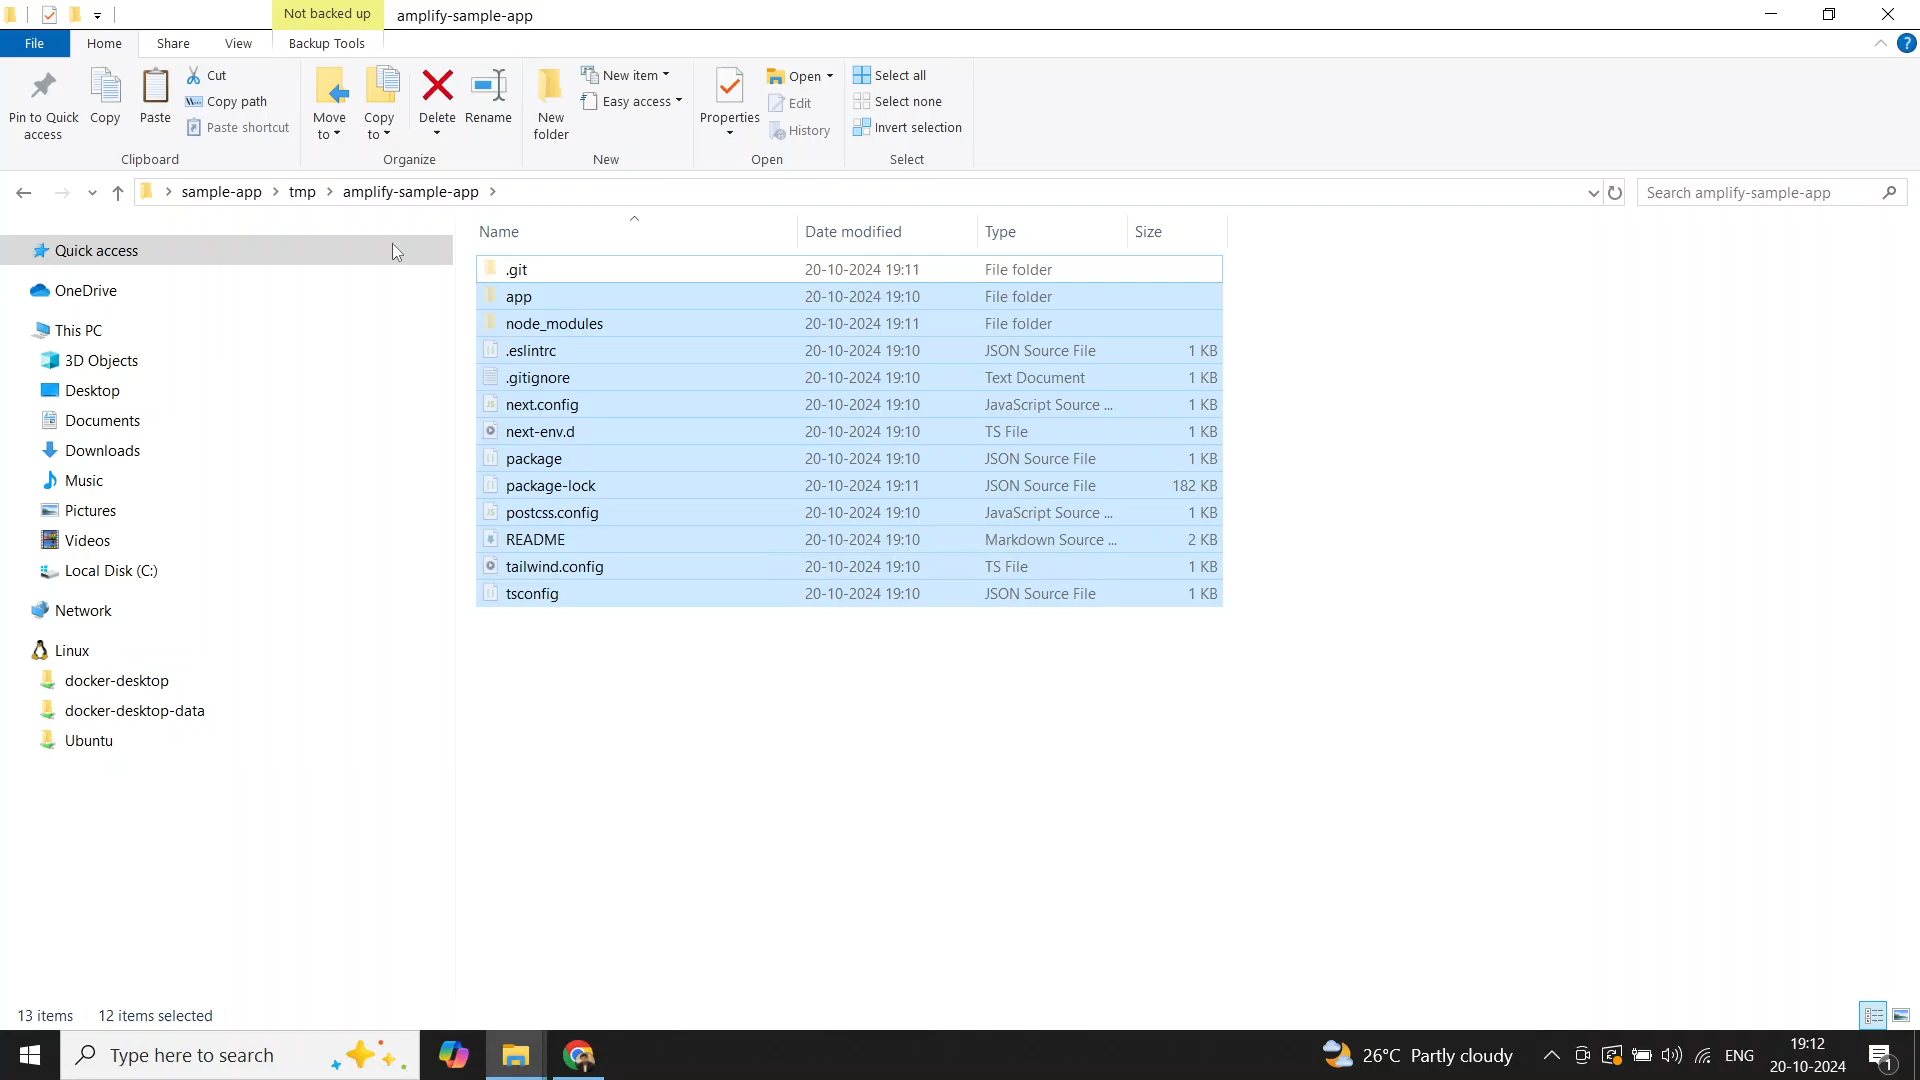 Not backed up
amplify-sample-app
File
Home
Share
View
Backup Tools
Pin to Quick access
Copy
Paste
Cut
Copy path
Paste shortcut
Clipboard
Move to
Copy to
Delete
Rename
Organize
New folder
New item
Easy access
New
Properties
Open
Edit
History
Open
Select all
Select none
Invert selection
Select
sample-app
tmp
amplify-sample-app
Search amplify-sample-app
Quick access
OneDrive
This PC
3D Objects
Desktop
Documents
Downloads
Music
Pictures
Videos
Local Disk (C:)
Network
Linux
docker-desktop
docker-desktop-data
Ubuntu
Name Date modified Type Size
.git 20-10-2024 19:11 File folder
app 20-10-2024 19:10 File folder
node_modules 20-10-2024 19:11 File folder
.eslintrc 20-10-2024 19:10 JSON Source File 1 KB
.gitignore 20-10-2024 19:10 Text Document 1 KB
next.config 20-10-2024 19:10 JavaScript Source ... 1 KB
next-env.d 20-10-2024 19:10 TS File 1 KB
package 20-10-2024 19:10 JSON Source File 1 KB
package-lock 20-10-2024 19:11 JSON Source File 182 KB
postcss.config 20-10-2024 19:10 JavaScript Source ... 1 KB
README 20-10-2024 19:10 Markdown Source ... 2 KB
tailwind.config 20-10-2024 19:10 TS File 1 KB
tsconfig 20-10-2024 19:10 JSON Source File 1 KB
13 items 12 items selected
Type here to search
26°C Partly cloudy
ENG
19:12
20-10-2024
1